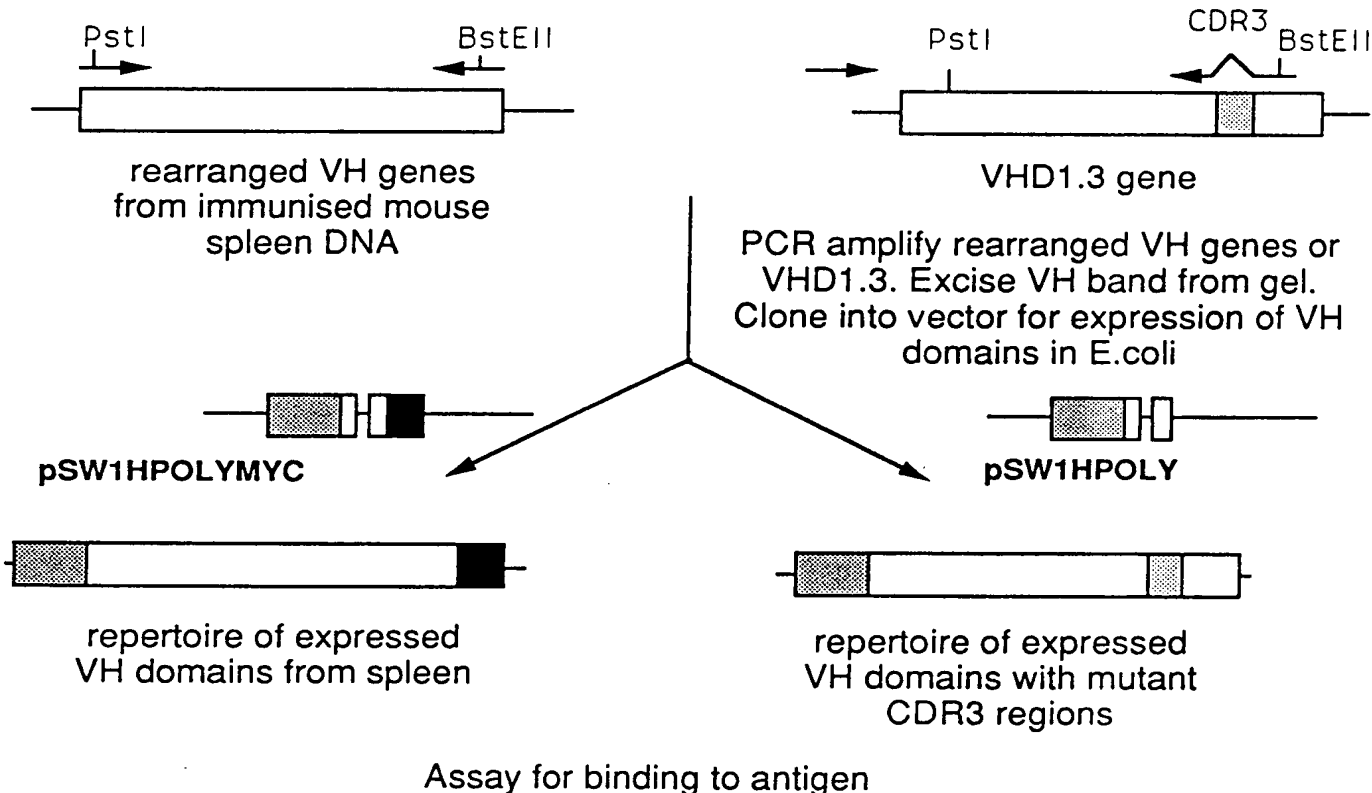 PstI
BstEII
rearranged VH genes
from immunised mouse
spleen DNA
CDR3
PstI
BstEII
VHD1.3 gene
PCR amplify rearranged VH genes or
VHD1.3. Excise VH band from gel.
Clone into vector for expression of VH
domains in E.coli
pSW1HPOLYMYC
pSW1HPOLY
repertoire of expressed
VH domains from spleen
repertoire of expressed
VH domains with mutant
CDR3 regions
Assay for binding to antigen